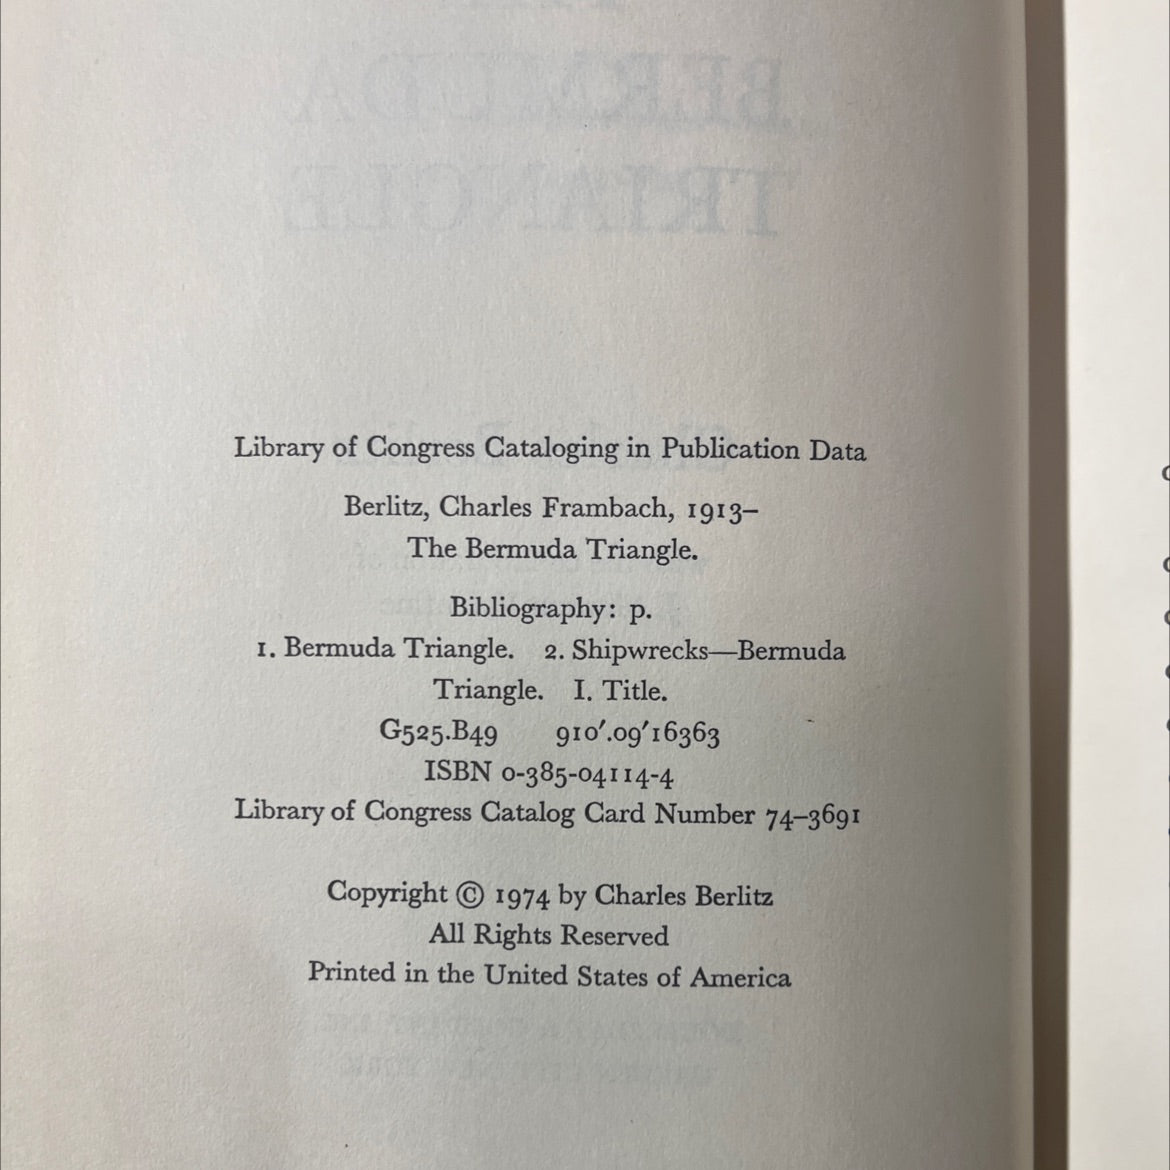 Library of Congress Cataloging in Publication Data
Berlitz, Charles Frambach, 1913–
The Bermuda Triangle.
Bibliography: p.
1. Bermuda Triangle. 2. Shipwrecks—Bermuda
Triangle. I. Title.
G525.B49 910′.09′16363
ISBN 0-385-04114-4
Library of Congress Catalog Card Number 74–3691
Copyright © 1974 by Charles Berlitz
All Rights Reserved
Printed in the United States of America